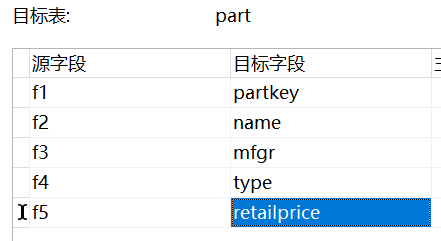 目标表: part
源字段 目标字段
f1 partkey
f2 name
f3 mfgr
f4 type
f5 retailprice